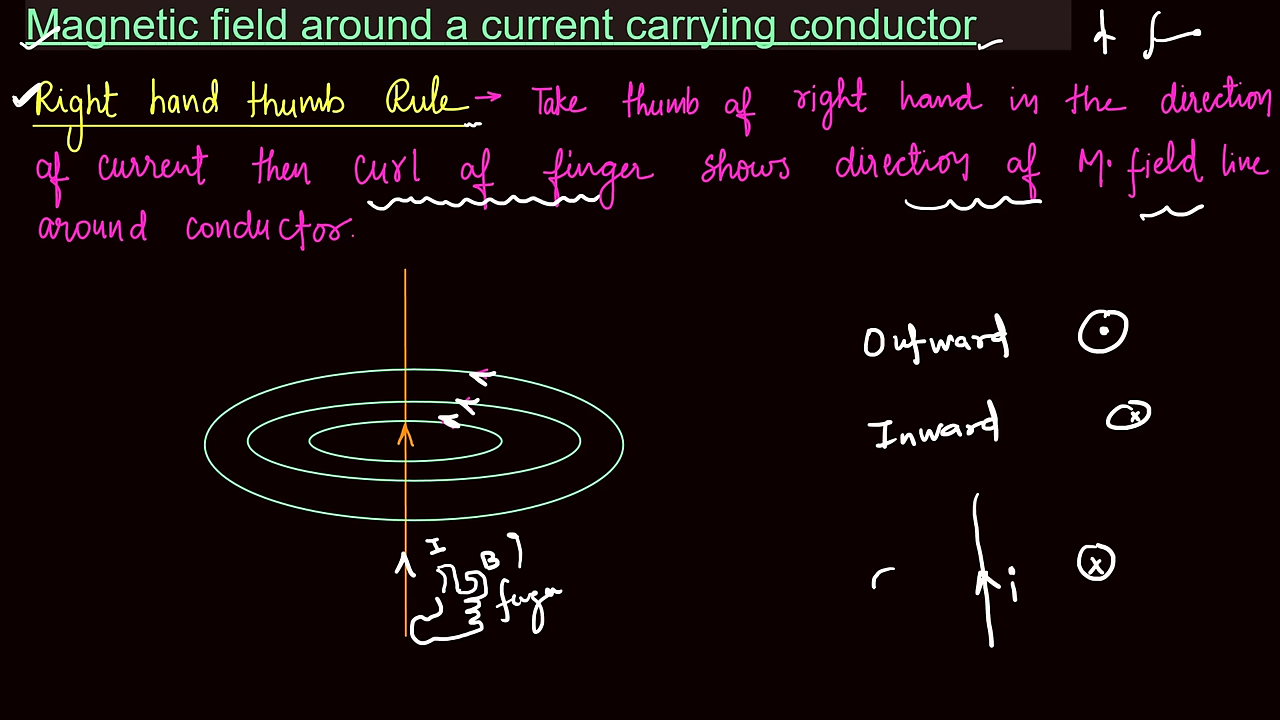 Magnetic field around a current carrying conductor
Right hand thumb Rule → Take thumb of right hand in the direction
of current then curl of finger shows direction of M. field line
around conductor.
Outward
Inward
I
B
finger
i
x
x